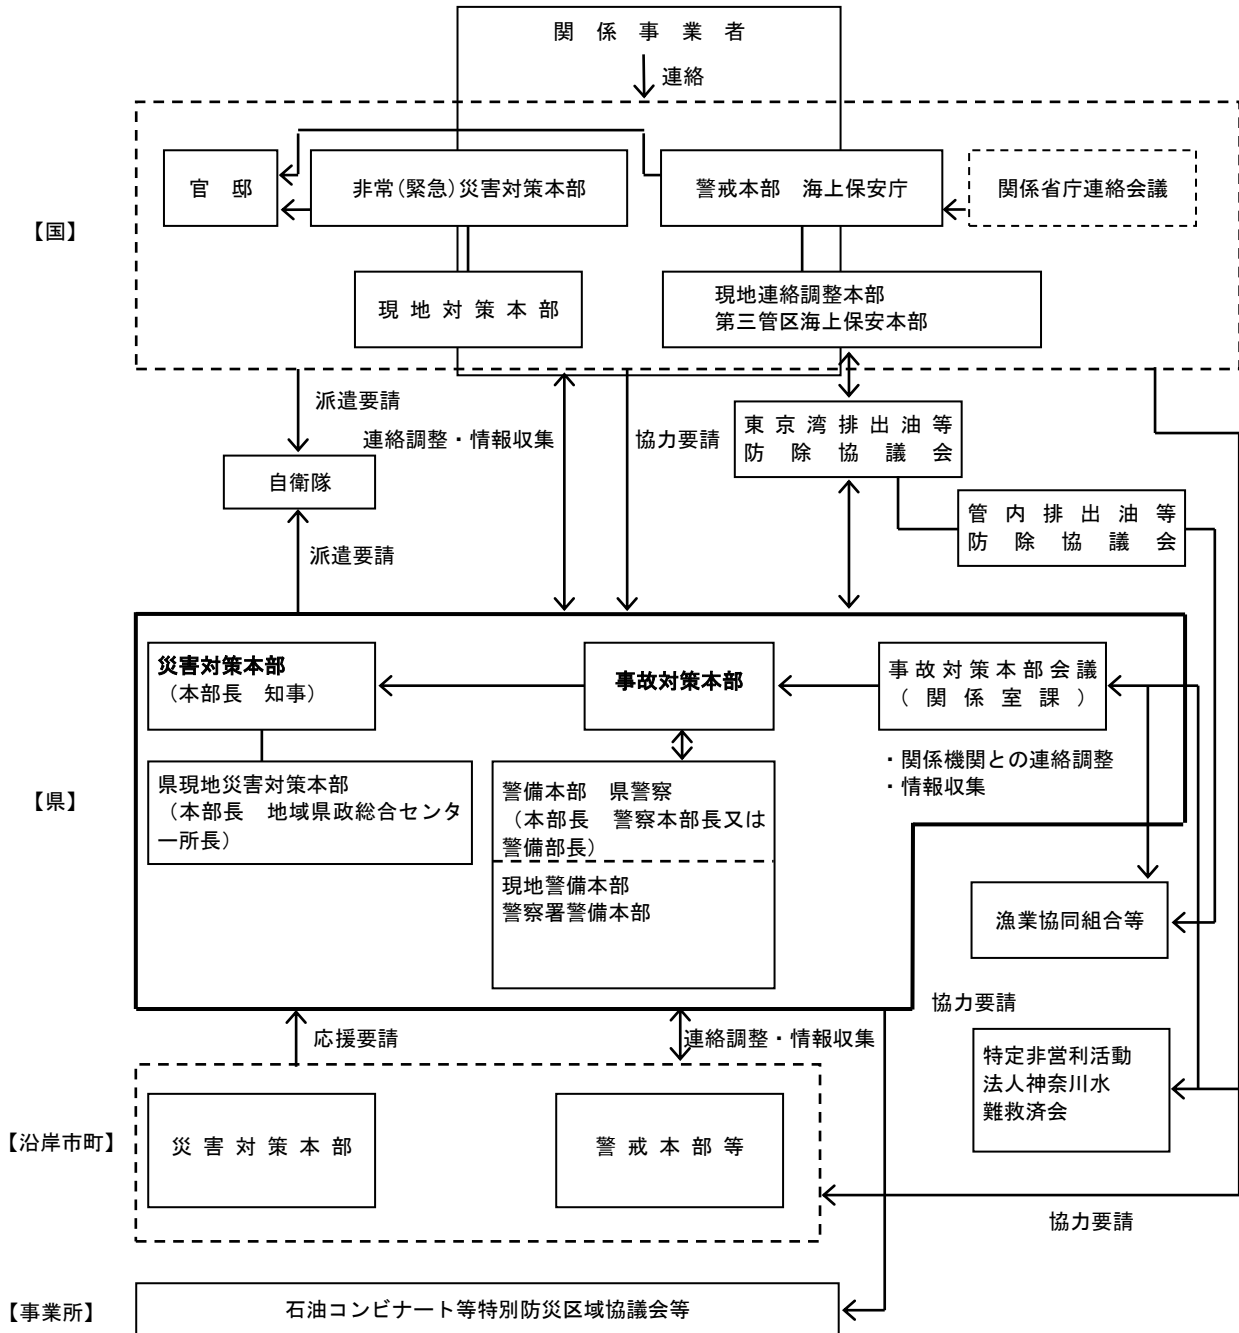 関係事業者
連絡
官邸
非常(緊急)災害対策本部
警戒本部　海上保安庁
関係省庁連絡会議
【国】
現地対策本部
現地連絡調整本部
第三管区海上保安本部
派遣要請
連絡調整・情報収集
協力要請
東京湾排出油等
防除協議会
自衛隊
管内排出油等
防除協議会
派遣要請
災害対策本部
（本部長　知事）
事故対策本部
事故対策本部会議
（関係室課）
・関係機関との連絡調整
・情報収集
【県】
県現地災害対策本部
（本部長　地域県政総合センタ
ー所長）
警備本部　県警察
（本部長　警察本部長又は
警備部長）
現地警備本部
警察署警備本部
漁業協同組合等
協力要請
応援要請
連絡調整・情報収集
特定非営利活動
法人神奈川水
難救済会
【沿岸市町】
災害対策本部
警戒本部等
協力要請
【事業所】
石油コンビナート等特別防災区域協議会等